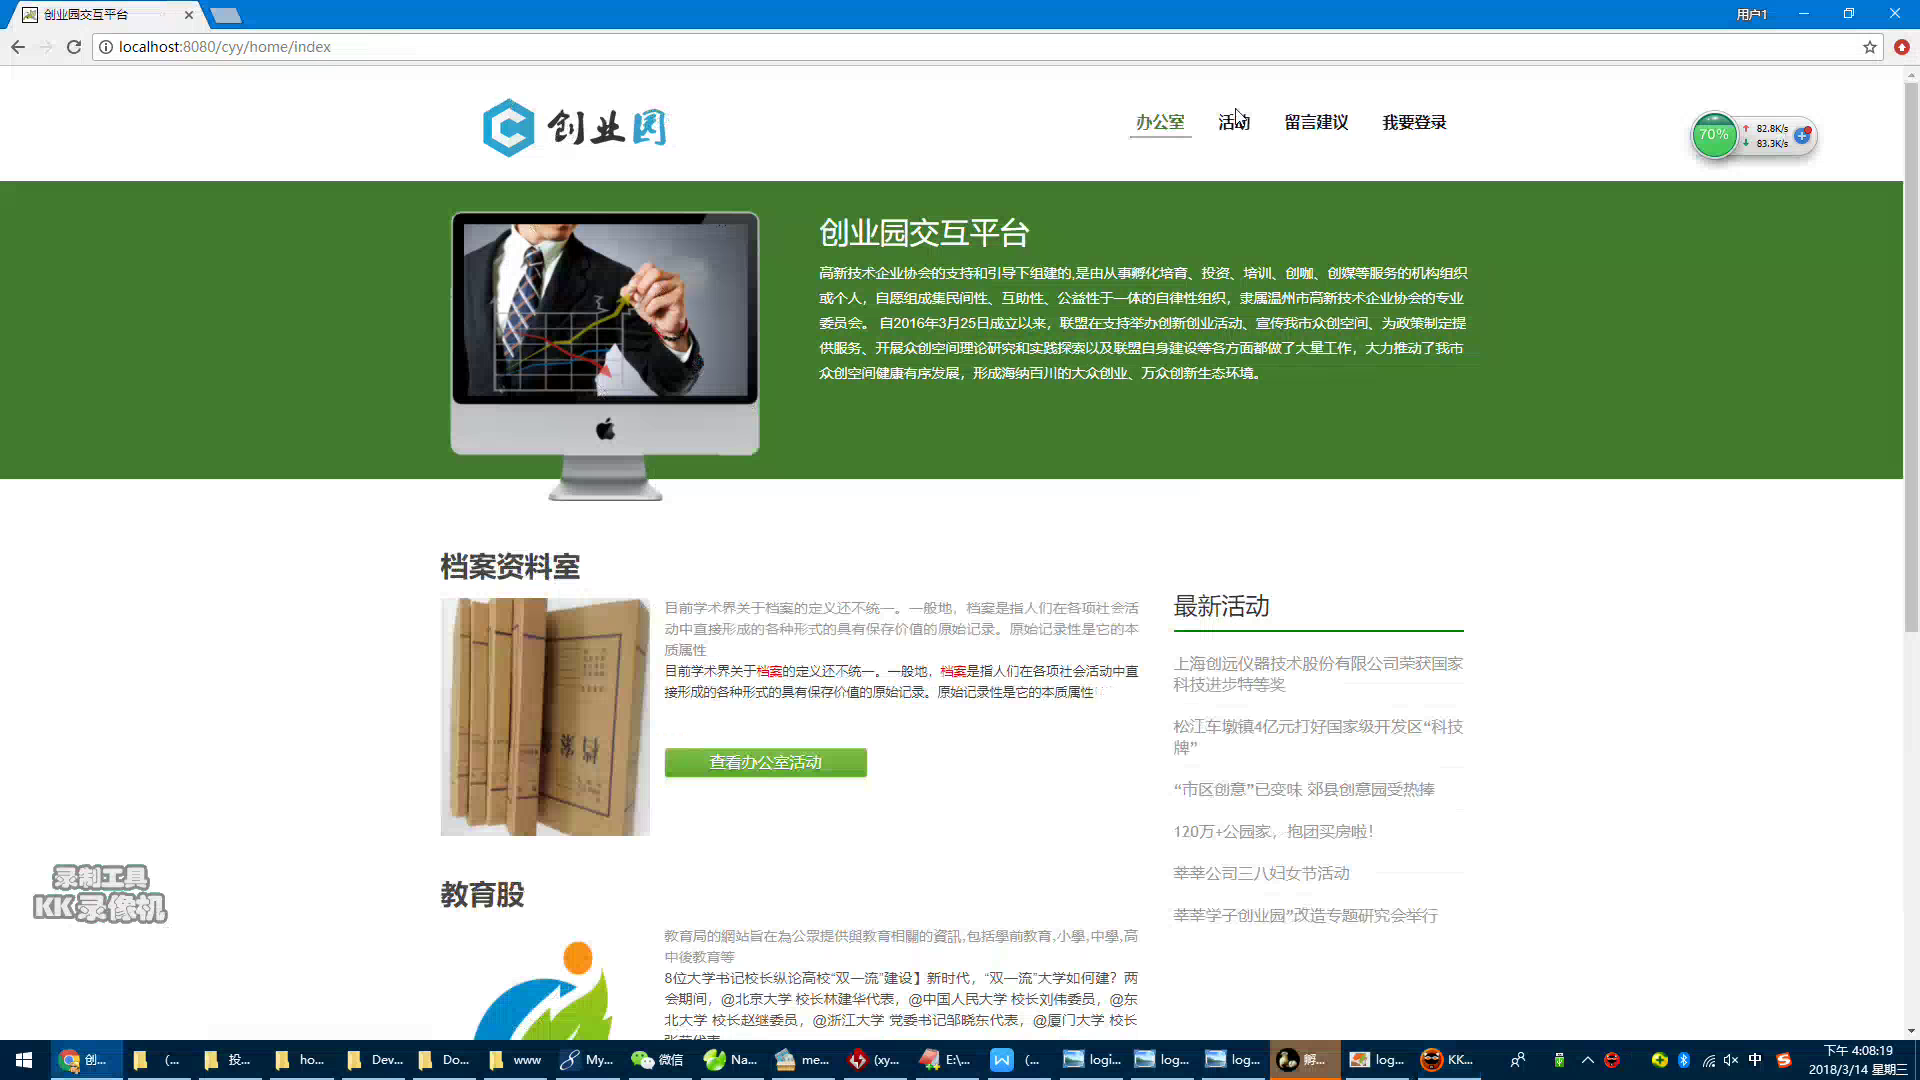 创业园交互平台
用户1
localhost:8080/cyy/home/index
创业园
办公室 活动 留言建议 我要登录
70%
82.8K/s
83.3K/s
创业园交互平台
高新技术企业协会的支持和引导下组建的,是由从事孵化培育、投资、培训、创咖、创媒等服务的机构组织
或个人，自愿组成集民间性、互助性、公益性于一体的自律性组织，隶属温州市高新技术企业协会的专业
委员会。 自2016年3月25日成立以来，联盟在支持举办创新创业活动、宣传我市众创空间、为政策制定提
供服务、开展众创空间理论研究和实践探索以及联盟自身建设等各方面都做了大量工作，大力推动了我市
众创空间健康有序发展，形成海纳百川的大众创业、万众创新生态环境。
档案资料室
目前学术界关于档案的定义还不统一。一般地，档案是指人们在各项社会活
动中直接形成的各种形式的具有保存价值的原始记录。原始记录性是它的本
质属性
目前学术界关于档案的定义还不统一。一般地，档案是指人们在各项社会活动中直
接形成的各种形式的具有保存价值的原始记录。原始记录性是它的本质属性
查看办公室活动
最新活动
上海创远仪器技术股份有限公司荣获国家
科技进步特等奖
松江车墩镇4亿元打好国家级开发区“科技
牌”
“市区创意”已变味 郊县创意园受热捧
120万+公园家，抱团买房啦！
莘莘公司三八妇女节活动
莘莘学子创业园”改造专题研究会举行
录制工具
KK录像机
教育股
教育局的網站旨在為公眾提供與教育相關的資訊,包括學前教育,小學,中學,高
中後教育等
8位大学书记校长纵论高校“双一流”建设】新时代，“双一流”大学如何建？两
会期间，@北京大学 校长林建华代表，@中国人民大学 校长刘伟委员，@东
北大学 校长赵继委员，@浙江大学 党委书记邹晓东代表，@厦门大学 校长
创... (... 投... ho... Dev... Do... www My... 微信 Na... me... (xy... E:\... (... logi... log... log... 孵... log... KK...
中
下午 4:08:19
2018/3/14 星期三